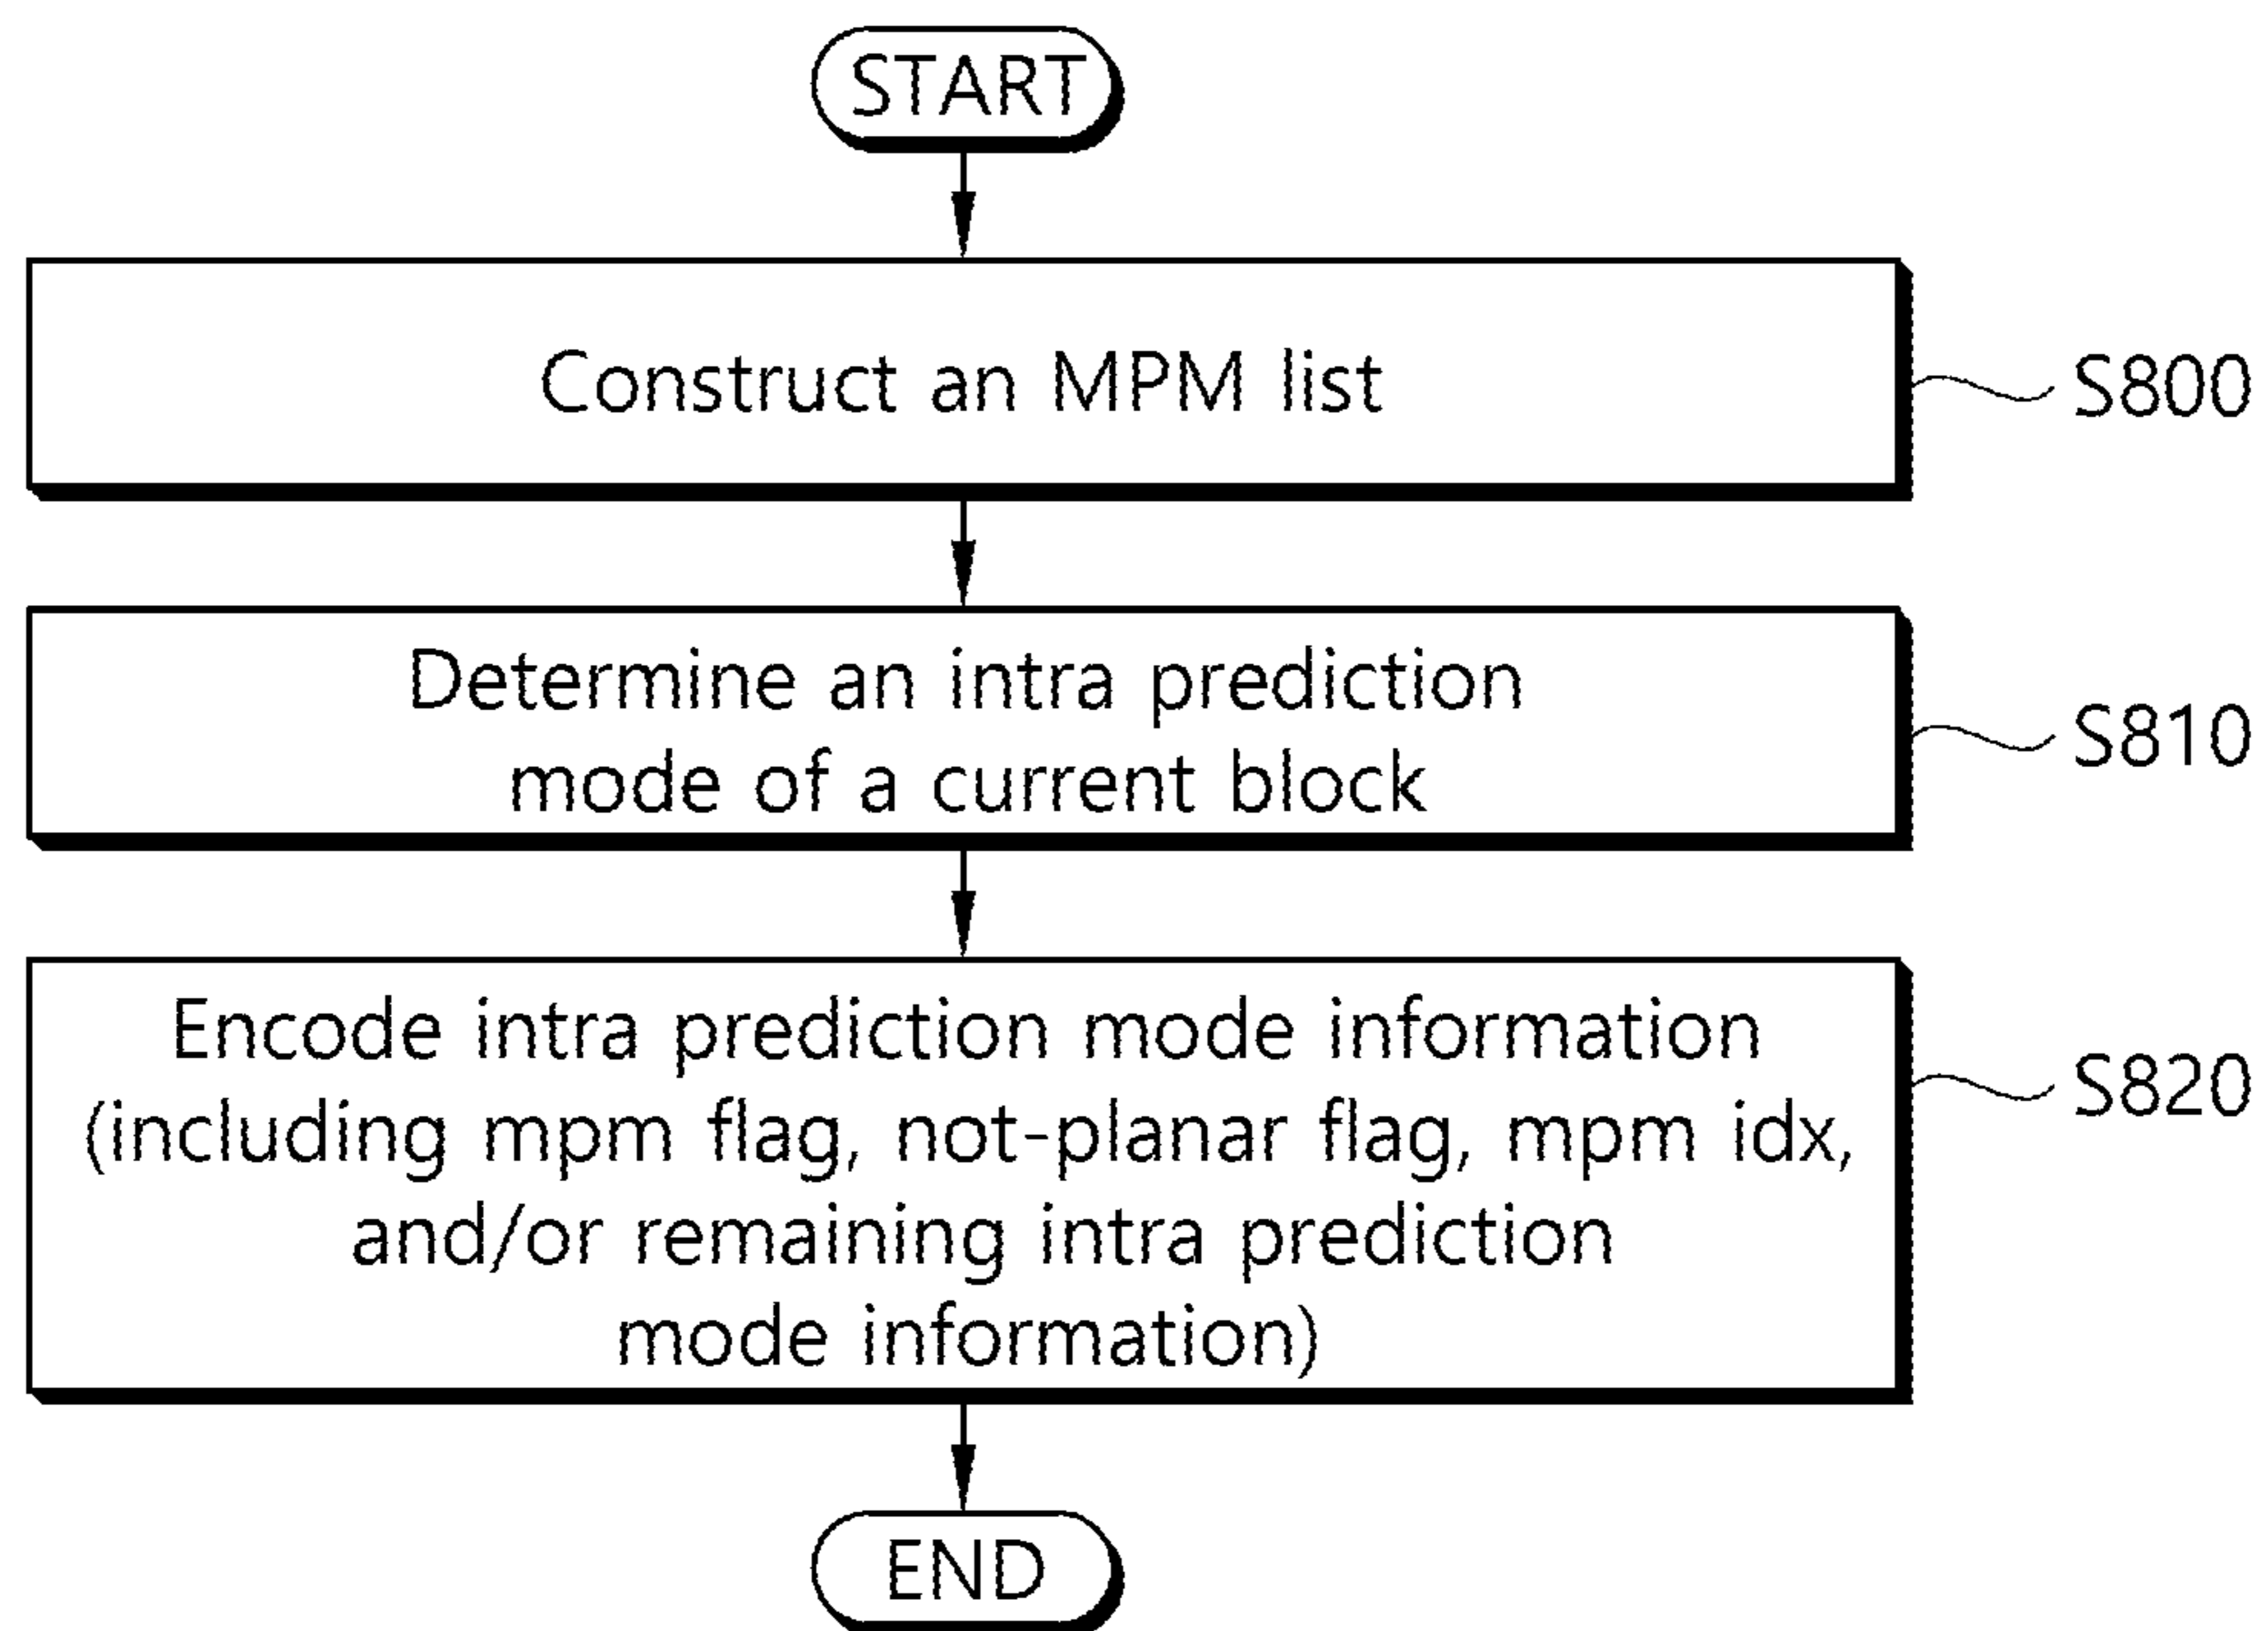 START
Construct an MPM list
S800
Determine an intra prediction
mode of a current block
S810
Encode intra prediction mode information
(including mpm flag, not-planar flag, mpm idx,
and/or remaining intra prediction
mode information)
S820
END